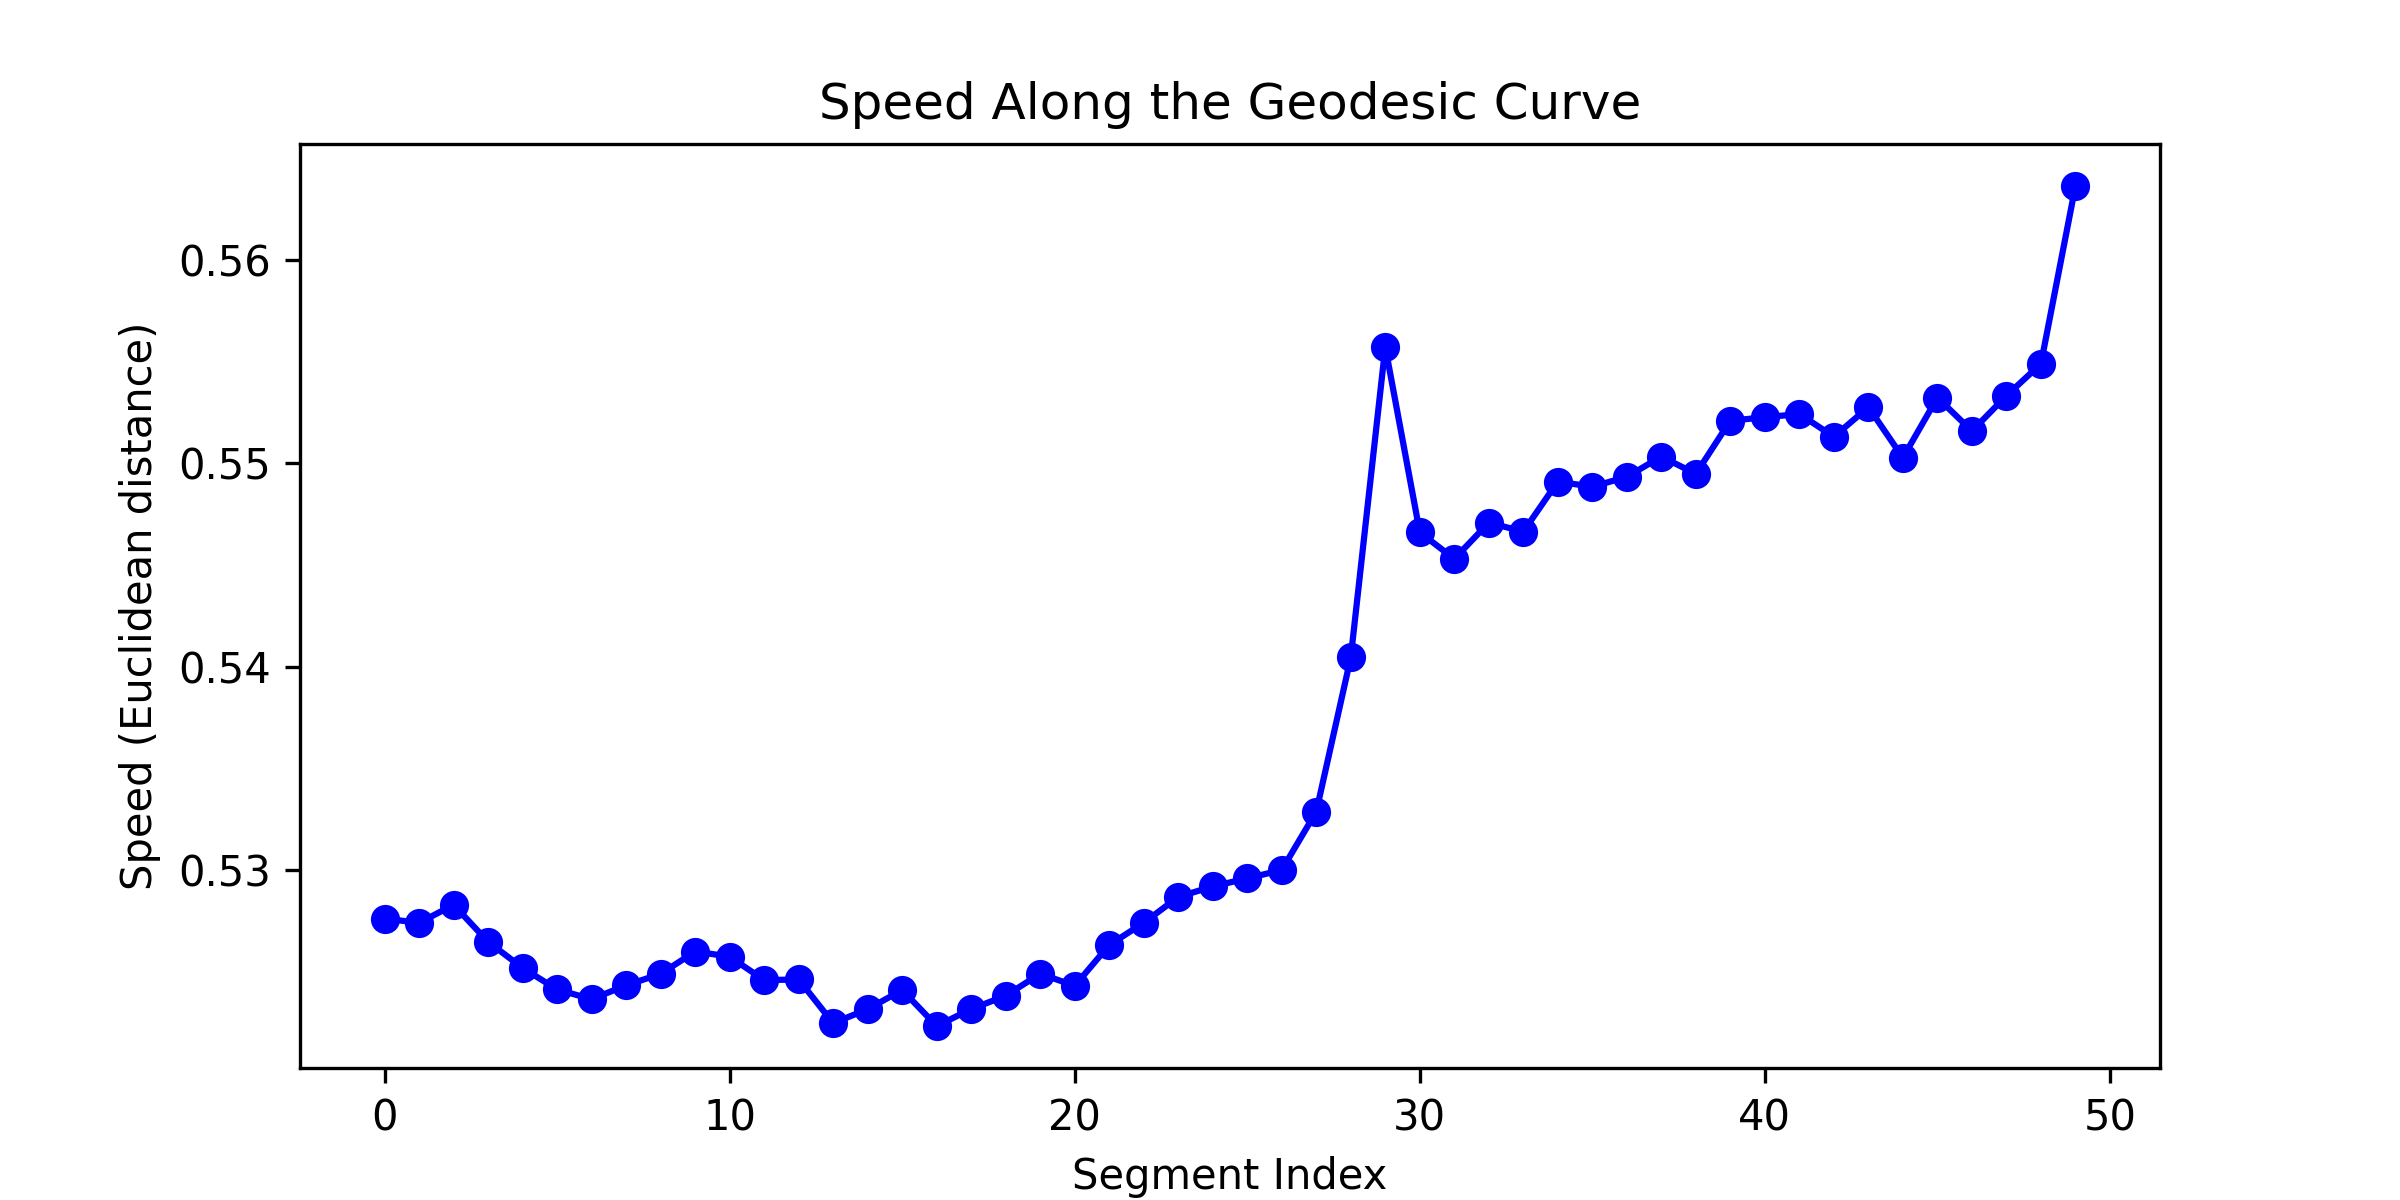 Speed Along the Geodesic Curve
Speed (Euclidean distance)
0.56
0.55
0.54
0.53
0 10 20 30 40 50
Segment Index